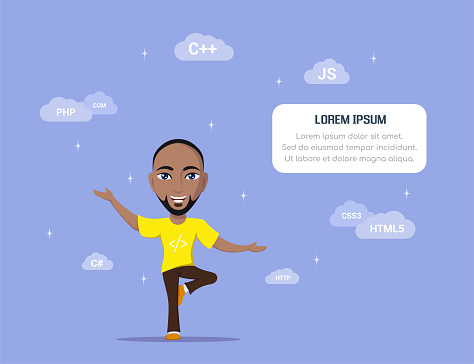 C++
JS
PHP
.COM
LOREM IPSUM
Lorem ipsum dolor sit amet.
Sed do eiusmod tempor incididunt.
Ut labore et dolore magna aliqua.
CSS3
HTML5
C#
HTTP
</>